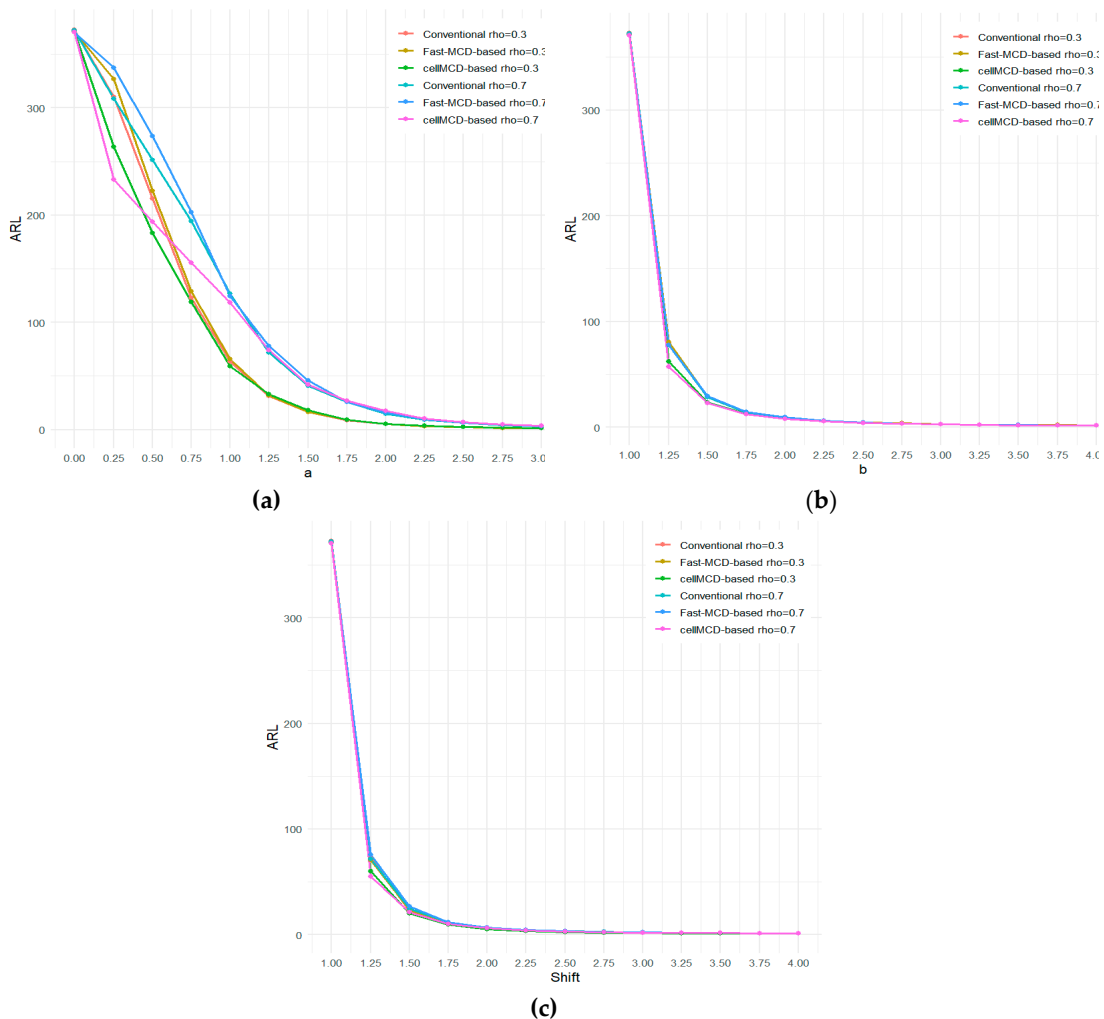 Conventional rho=0.3
Fast-MCD-based rho=0.3
cellMCD-based rho=0.3
Conventional rho=0.7
Fast-MCD-based rho=0.7
cellMCD-based rho=0.7
300
200
100
0
ARL
0.00 0.25 0.50 0.75 1.00 1.25 1.50 1.75 2.00 2.25 2.50 2.75 3.0
a
(a)
Conventional rho=0.3
Fast-MCD-based rho=0.3
cellMCD-based rho=0.3
Conventional rho=0.7
Fast-MCD-based rho=0.7
cellMCD-based rho=0.7
300
200
100
0
ARL
1.00 1.25 1.50 1.75 2.00 2.25 2.50 2.75 3.00 3.25 3.50 3.75 4.0
b
(b)
Conventional rho=0.3
Fast-MCD-based rho=0.3
cellMCD-based rho=0.3
Conventional rho=0.7
Fast-MCD-based rho=0.7
cellMCD-based rho=0.7
300
200
100
0
ARL
1.00 1.25 1.50 1.75 2.00 2.25 2.50 2.75 3.00 3.25 3.50 3.75 4.00
Shift
(c)